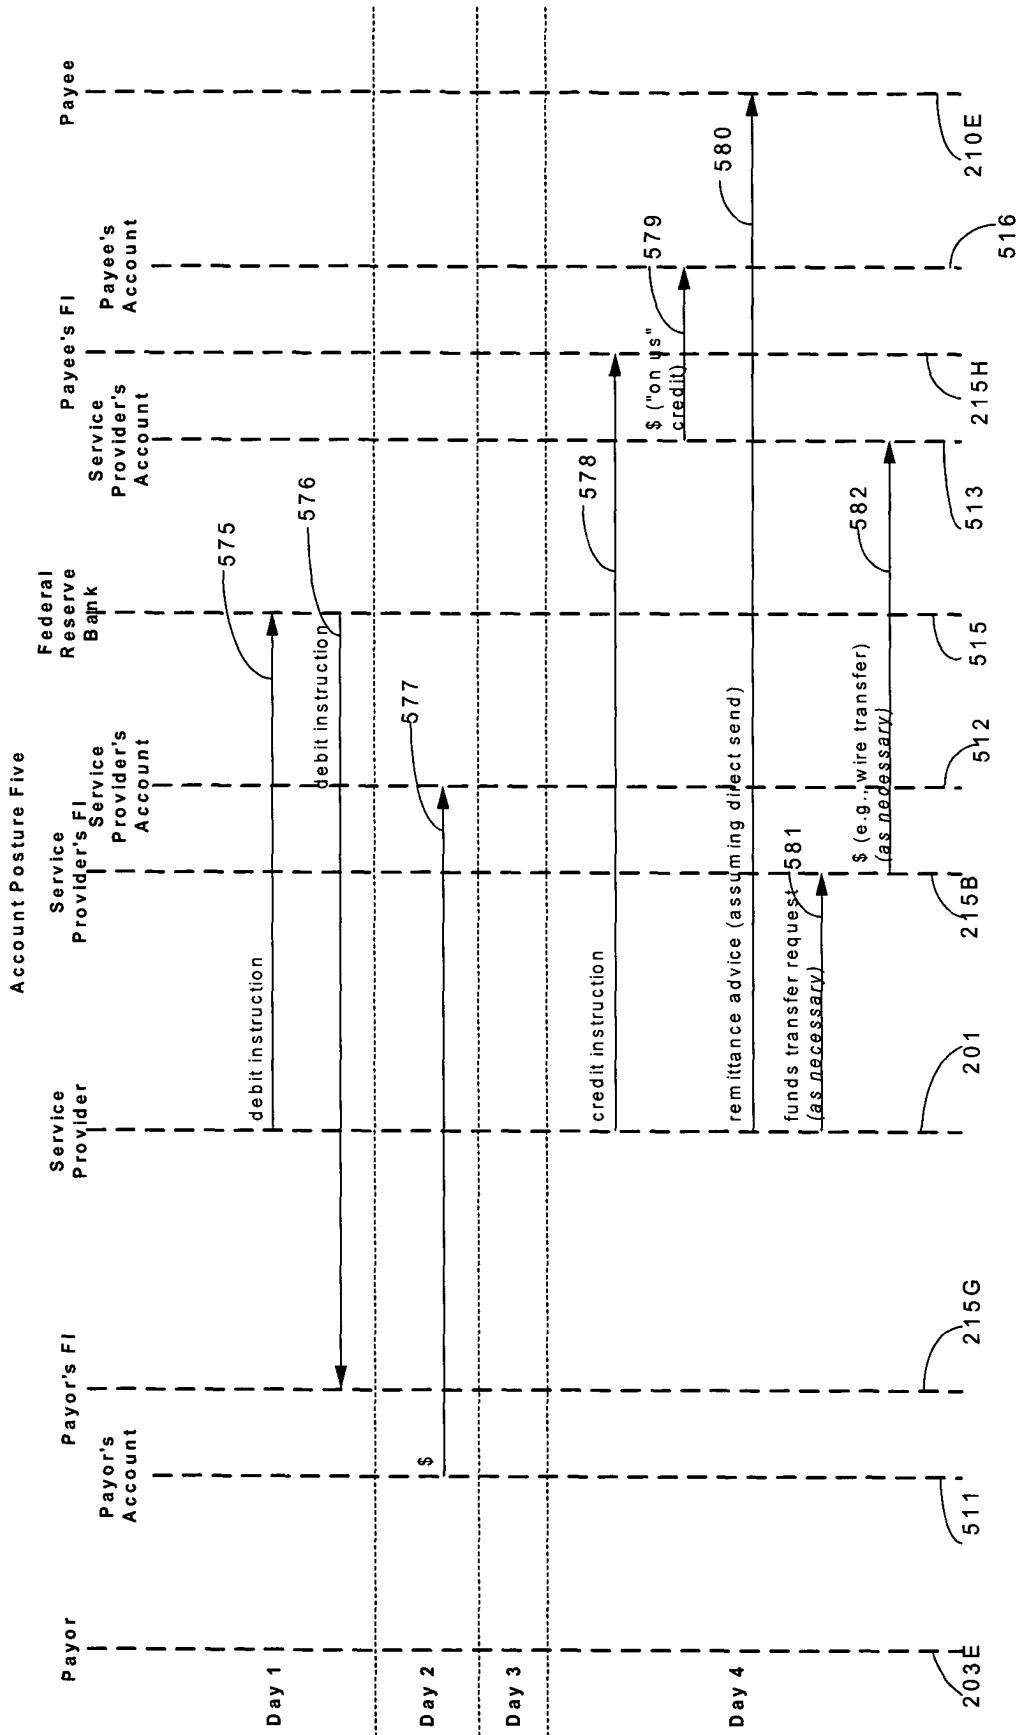 Account Posture Five
Payor
Payor's FI
Payor's
Account
Service
Provider
Service
Provider's FI
Service
Provider's
Account
Federal
Reserve
Bank
Service
Provider's
Account
Payee's FI
Payee's
Account
Payee
Day 1
debit instruction
575
debit instruction
576
Day 2
$
577
Day 3
Day 4
credit instruction
578
$ ("on us"
credit)
579
remittance advice (assuming direct send)
580
funds transfer request
(as necessary)
581
$ (e.g., wire transfer)
(as necessary)
582
203E
511
215G
201
215B
512
515
513
215H
516
210E